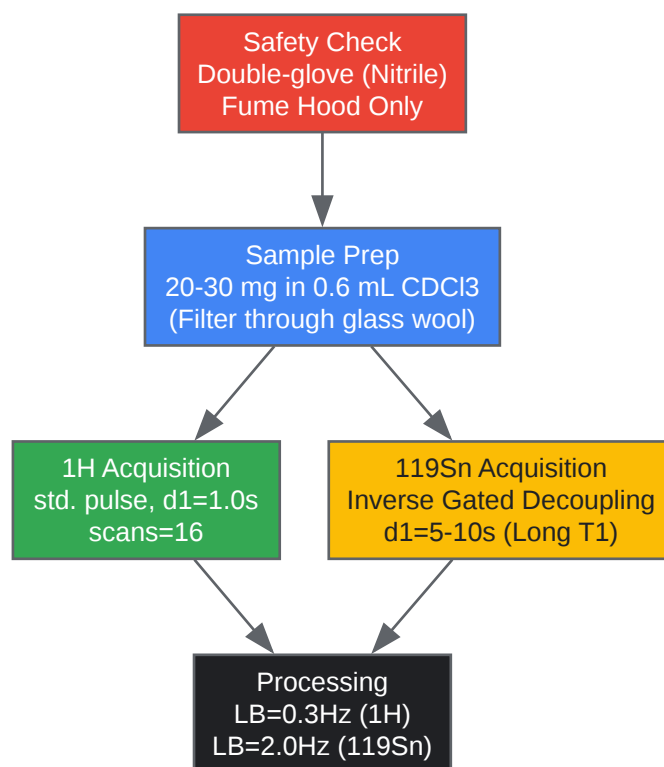 Safety Check
Double-glove (Nitrile)
Fume Hood Only
Sample Prep
20-30 mg in 0.6 mL CDCl3
(Filter through glass wool)
1H Acquisition
std. pulse, d1=1.0s
scans=16
119Sn Acquisition
Inverse Gated Decoupling
d1=5-10s (Long T1)
Processing
LB=0.3Hz (1H)
LB=2.0Hz (119Sn)